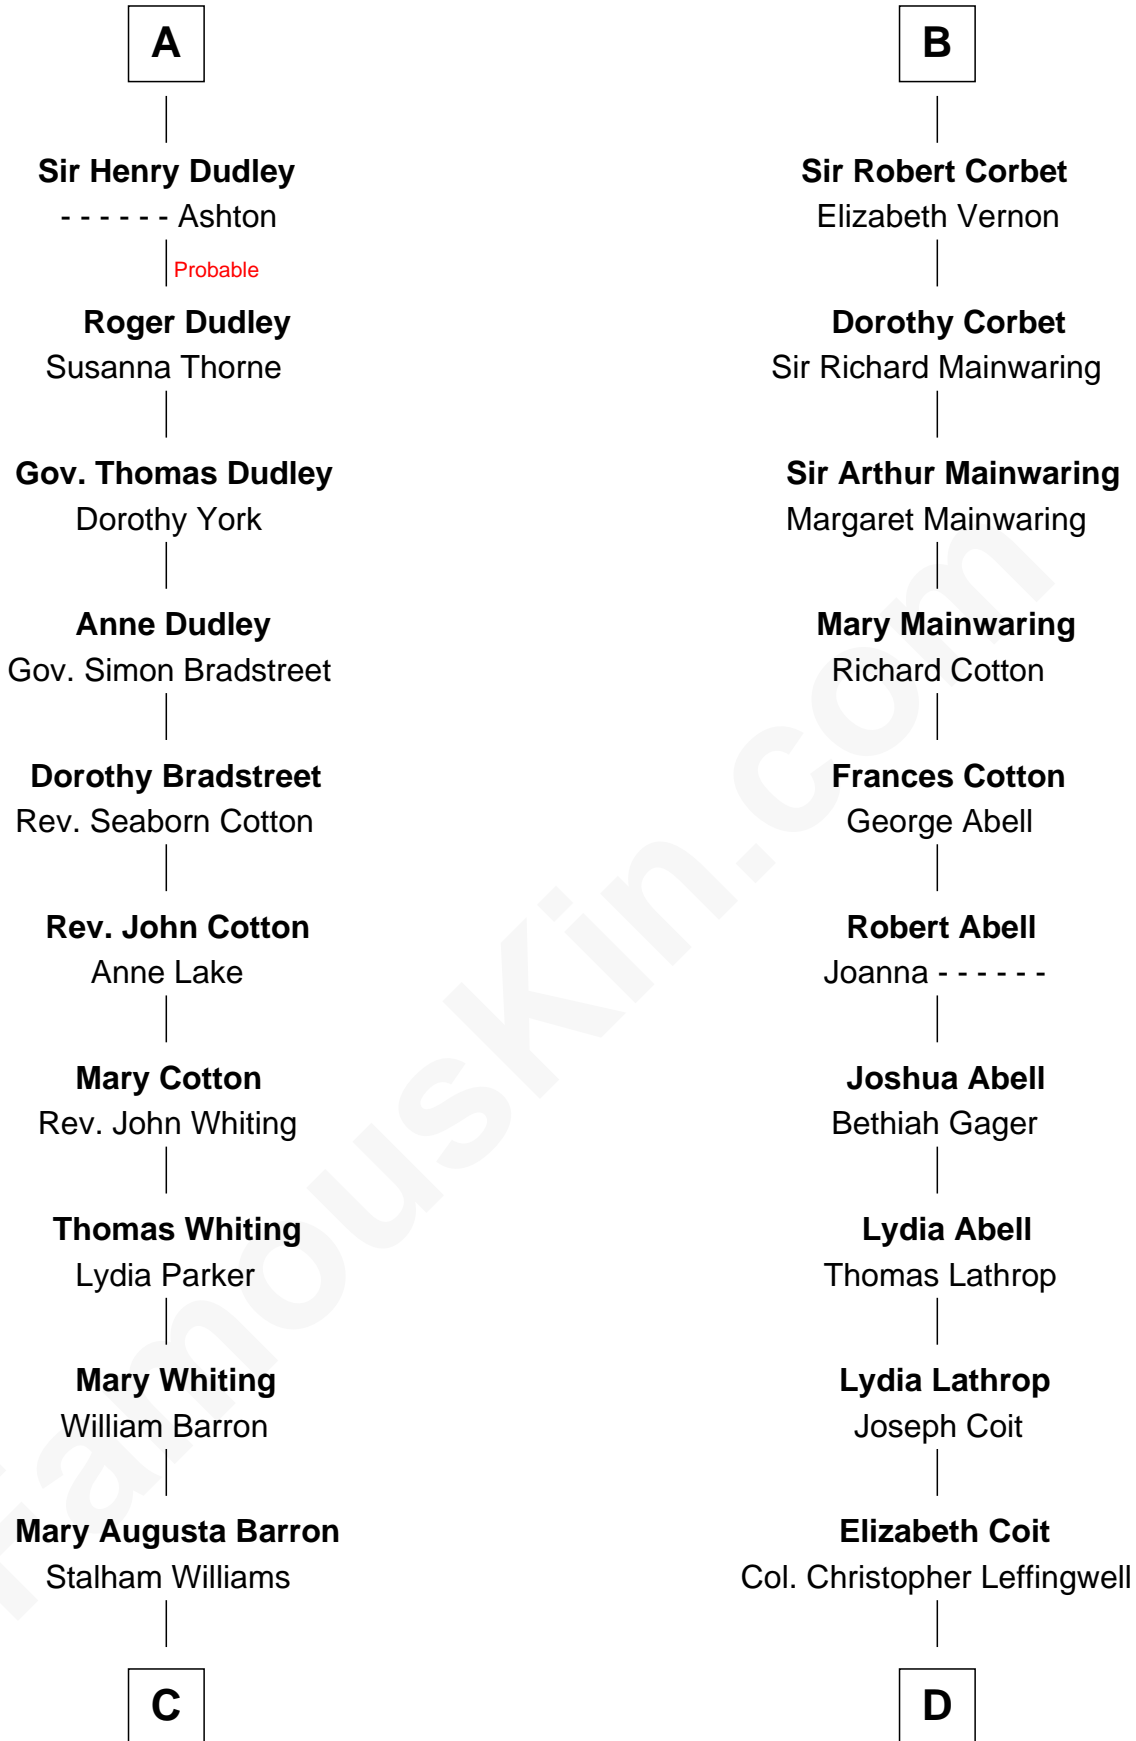 A
Sir Henry Dudley
- - - - - - Ashton
Probable
Roger Dudley
Susanna Thorne
Gov. Thomas Dudley
Dorothy York
Anne Dudley
Gov. Simon Bradstreet
Dorothy Bradstreet
Rev. Seaborn Cotton
Rev. John Cotton
Anne Lake
Mary Cotton
Rev. John Whiting
Thomas Whiting
Lydia Parker
Mary Whiting
William Barron
Mary Augusta Barron
Stalham Williams
C
B
Sir Robert Corbet
Elizabeth Vernon
Dorothy Corbet
Sir Richard Mainwaring
Sir Arthur Mainwaring
Margaret Mainwaring
Mary Mainwaring
Richard Cotton
Frances Cotton
George Abell
Robert Abell
Joanna - - - - - -
Joshua Abell
Bethiah Gager
Lydia Abell
Thomas Lathrop
Lydia Lathrop
Joseph Coit
Elizabeth Coit
Col. Christopher Leffingwell
D
FamousKin.com